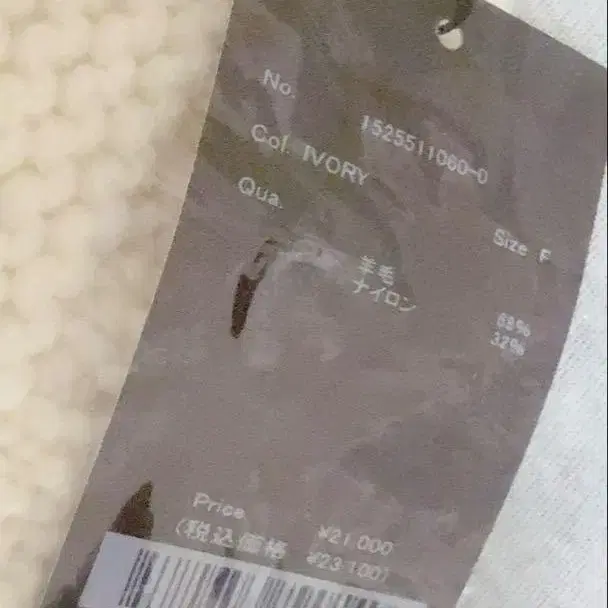 No. 1525511060-0
Col. IVORY Size F
Qua.
羊毛 68%
ナイロン 32%
Price ¥21,000
(税込価格 ¥23,100)